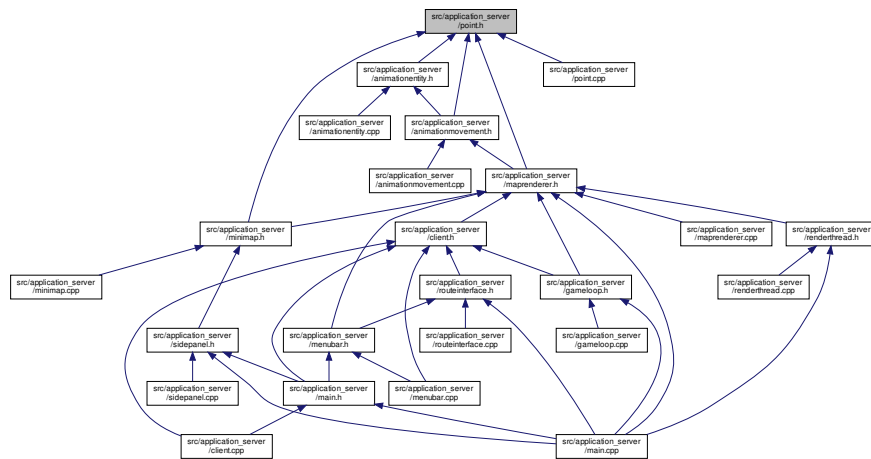 src/application_server
/point.h
src/application_server
/animationentity.h
src/application_server
/point.cpp
src/application_server
/animationentity.cpp
src/application_server
/animationmovement.h
src/application_server
/animationmovement.cpp
src/application_server
/maprenderer.h
src/application_server
/minimap.h
src/application_server
/client.h
src/application_server
/maprenderer.cpp
src/application_server
/renderthread.h
src/application_server
/minimap.cpp
src/application_server
/routeinterface.h
src/application_server
/gameloop.h
src/application_server
/renderthread.cpp
src/application_server
/sidepanel.h
src/application_server
/menubar.h
src/application_server
/routeinterface.cpp
src/application_server
/gameloop.cpp
src/application_server
/sidepanel.cpp
src/application_server
/main.h
src/application_server
/menubar.cpp
src/application_server
/client.cpp
src/application_server
/main.cpp